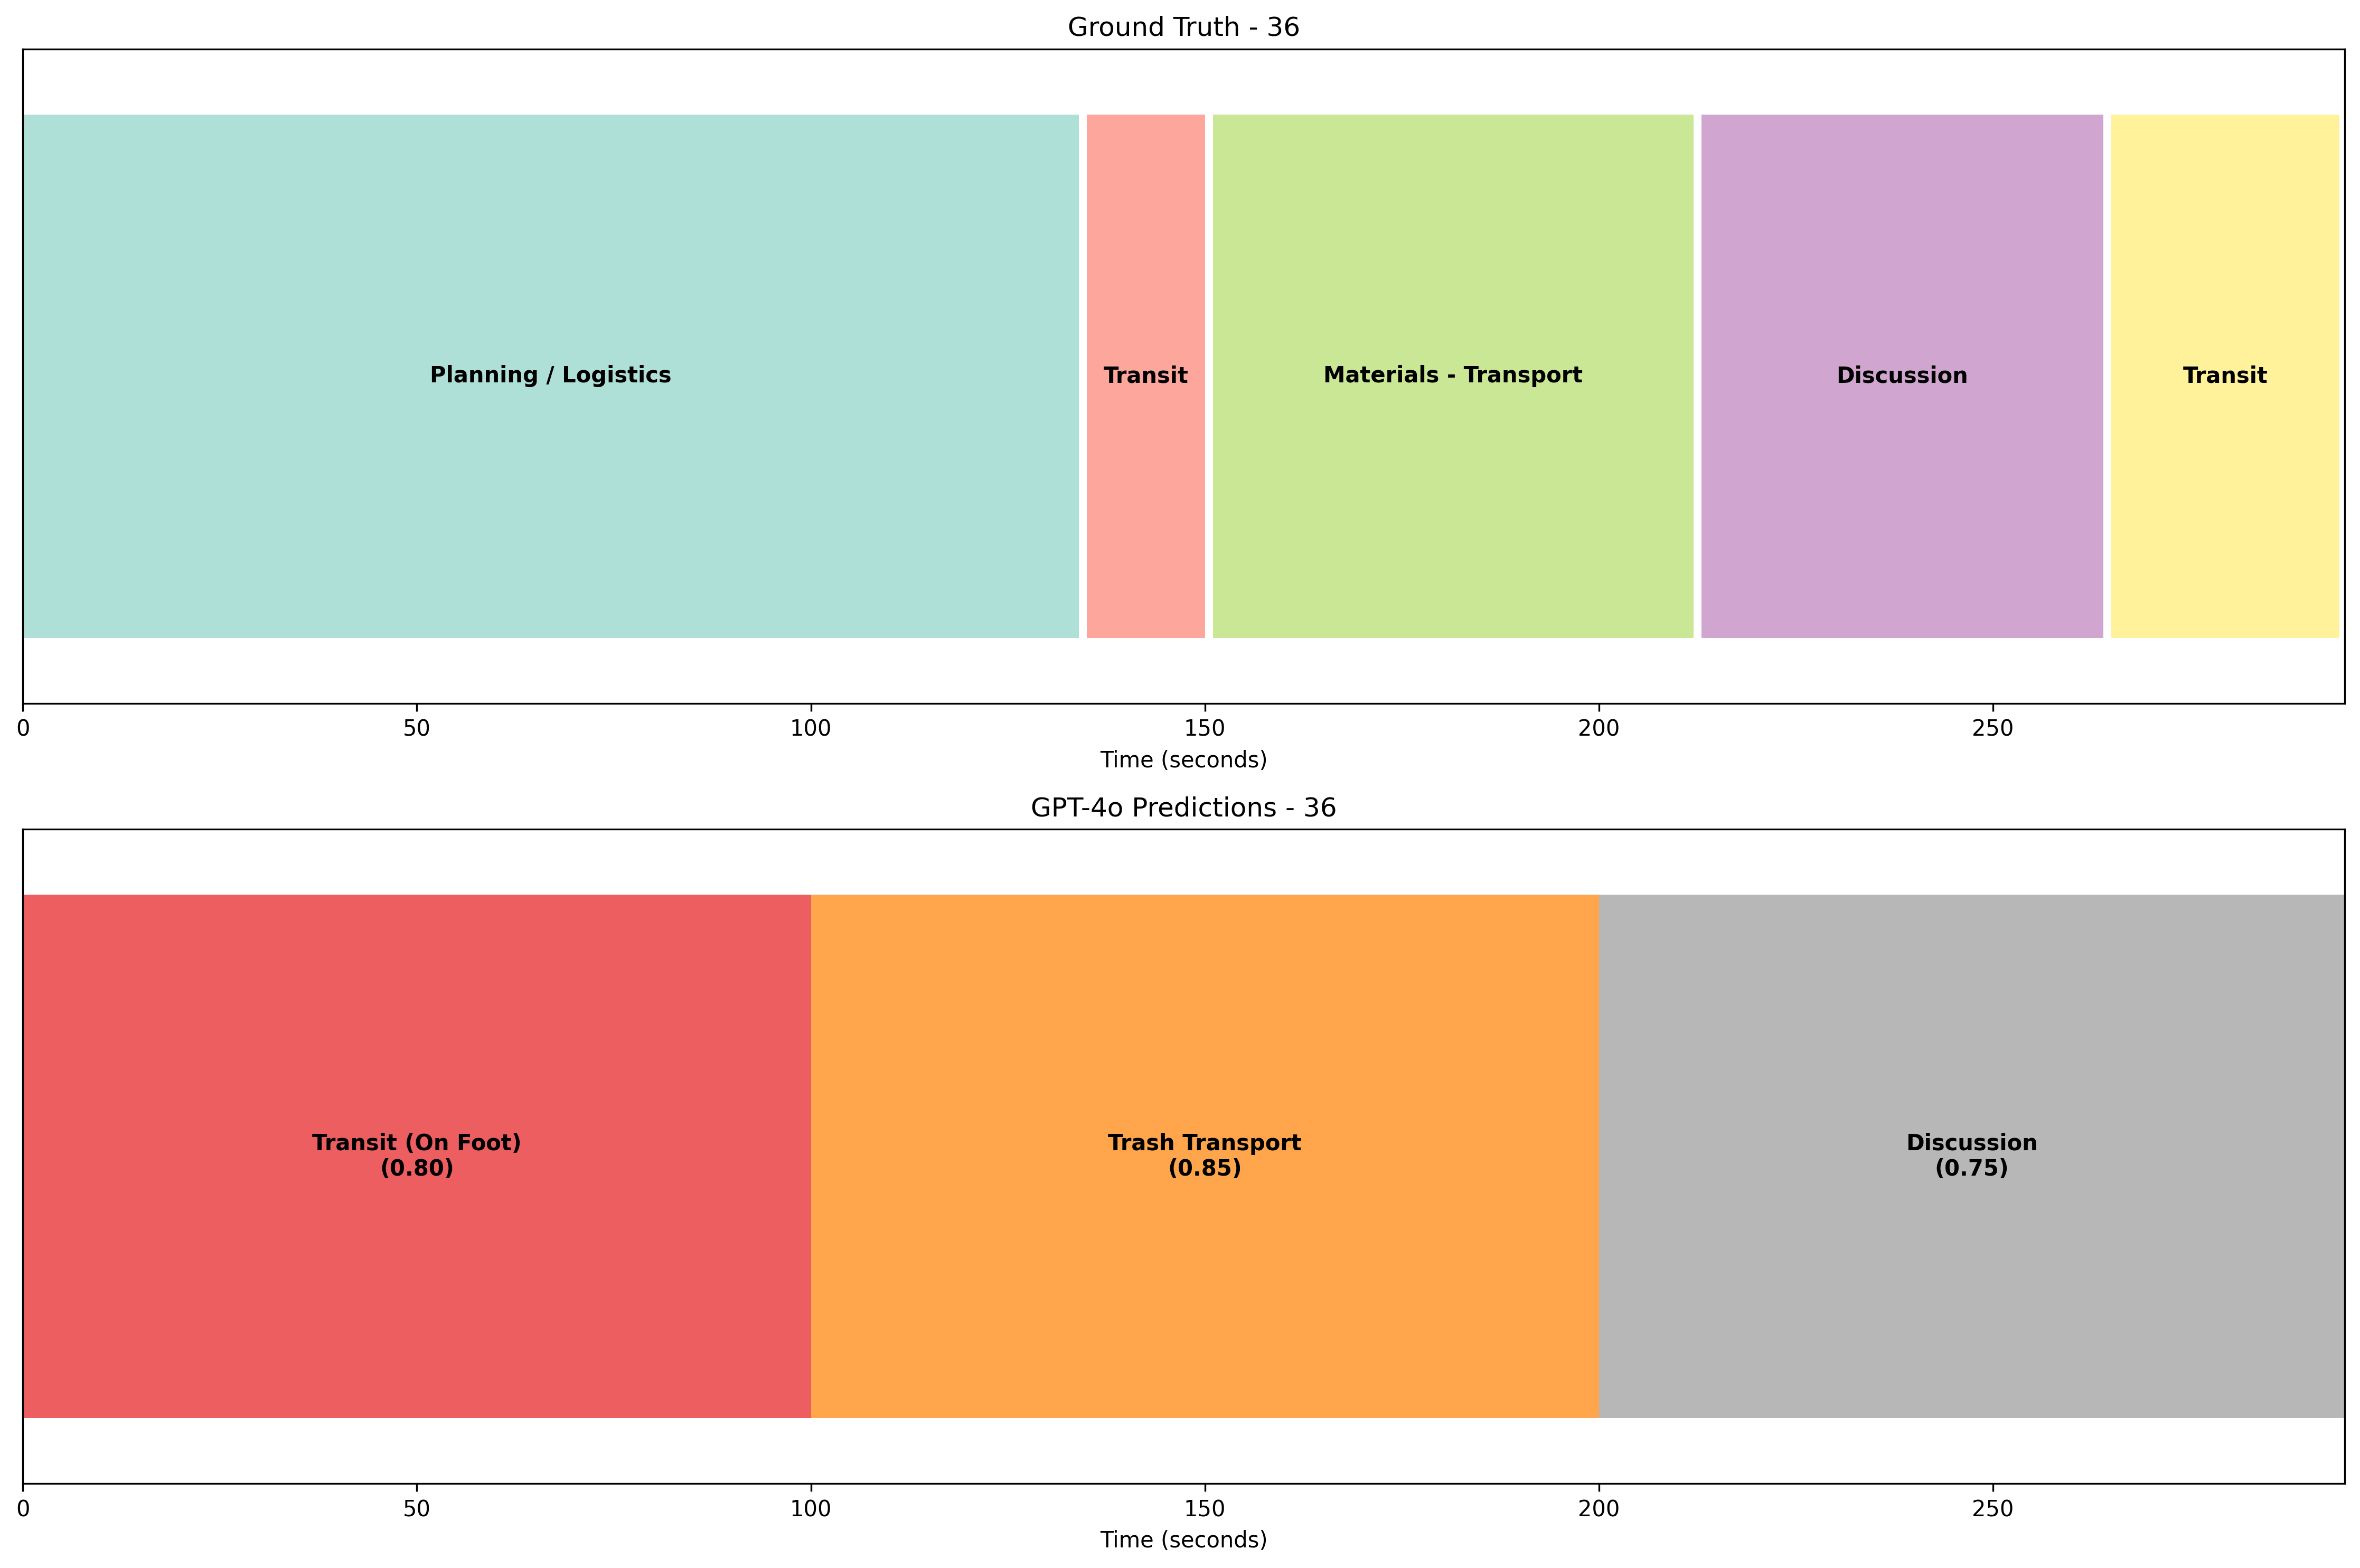 Ground Truth - 36
Planning / Logistics
Transit
Materials - Transport
Discussion
Transit
0
50
100
150
200
250
Time (seconds)
GPT-4o Predictions - 36
Transit (On Foot)
(0.80)
Trash Transport
(0.85)
Discussion
(0.75)
0
50
100
150
200
250
Time (seconds)